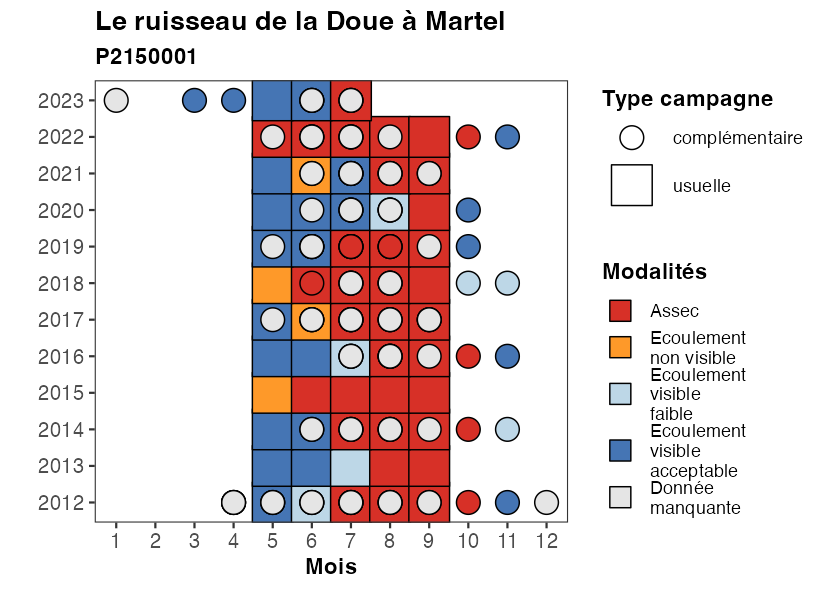 Le ruisseau de la Doue à Martel
P2150001
2023
2022
2021
2020
2019
2018
2017
2016
2015
2014
2013
2012
1 2 3 4 5 6 7 8 9 10 11 12
Mois
Type campagne
complémentaire
usuelle
Modalités
Assec
Ecoulement
non visible
Ecoulement
visible
faible
Ecoulement
visible
acceptable
Donnée
manquante